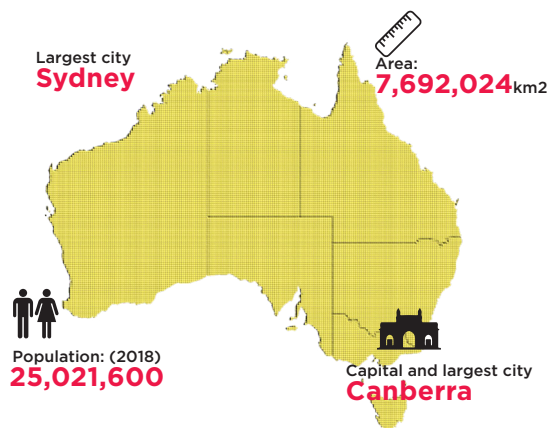 Largest city
Sydney
Area:
7,692,024km2
Population: (2018)
25,021,600
Capital and largest city
Canberra